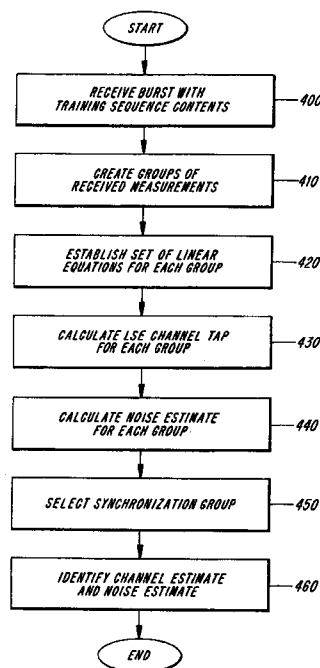 START
RECEIVE BURST WITH
TRAINING SEQUENCE CONTENTS
400
CREATE GROUPS OF
RECEIVED MEASUREMENTS
410
ESTABLISH SET OF LINEAR
EQUATIONS FOR EACH GROUP
420
CALCULATE LSE CHANNEL TAP
FOR EACH GROUP
430
CALCULATE NOISE ESTIMATE
FOR EACH GROUP
440
SELECT SYNCHRONIZATION GROUP
450
IDENTIFY CHANNEL ESTIMATE
AND NOISE ESTIMATE
460
END